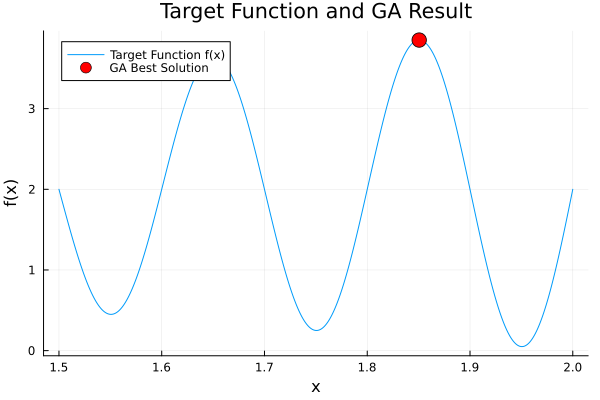 Target Function and GA Result
Target Function f(x)
GA Best Solution
f(x)
3
2
1
0
1.5 1.6 1.7 1.8 1.9 2.0
x